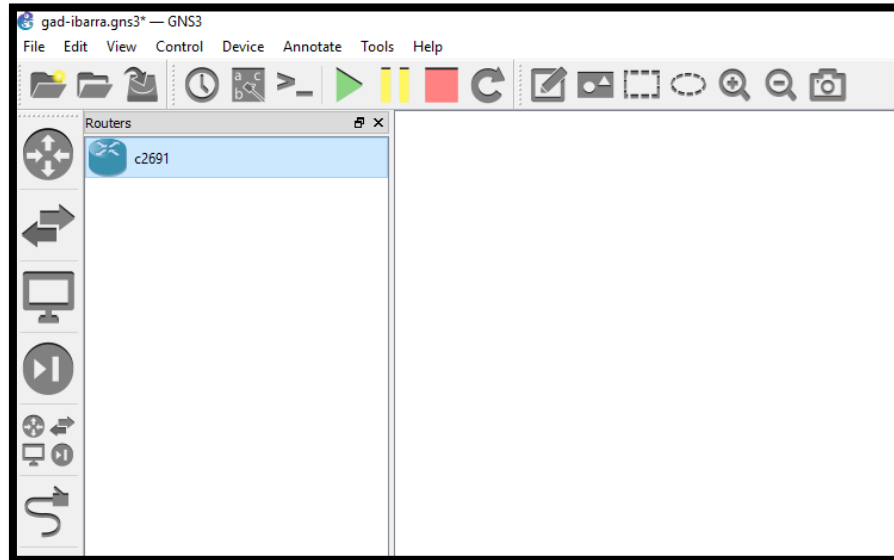 gad-ibarra.gns3* — GNS3
File Edit View Control Device Annotate Tools Help
a c
b
>_
Routers
c2691